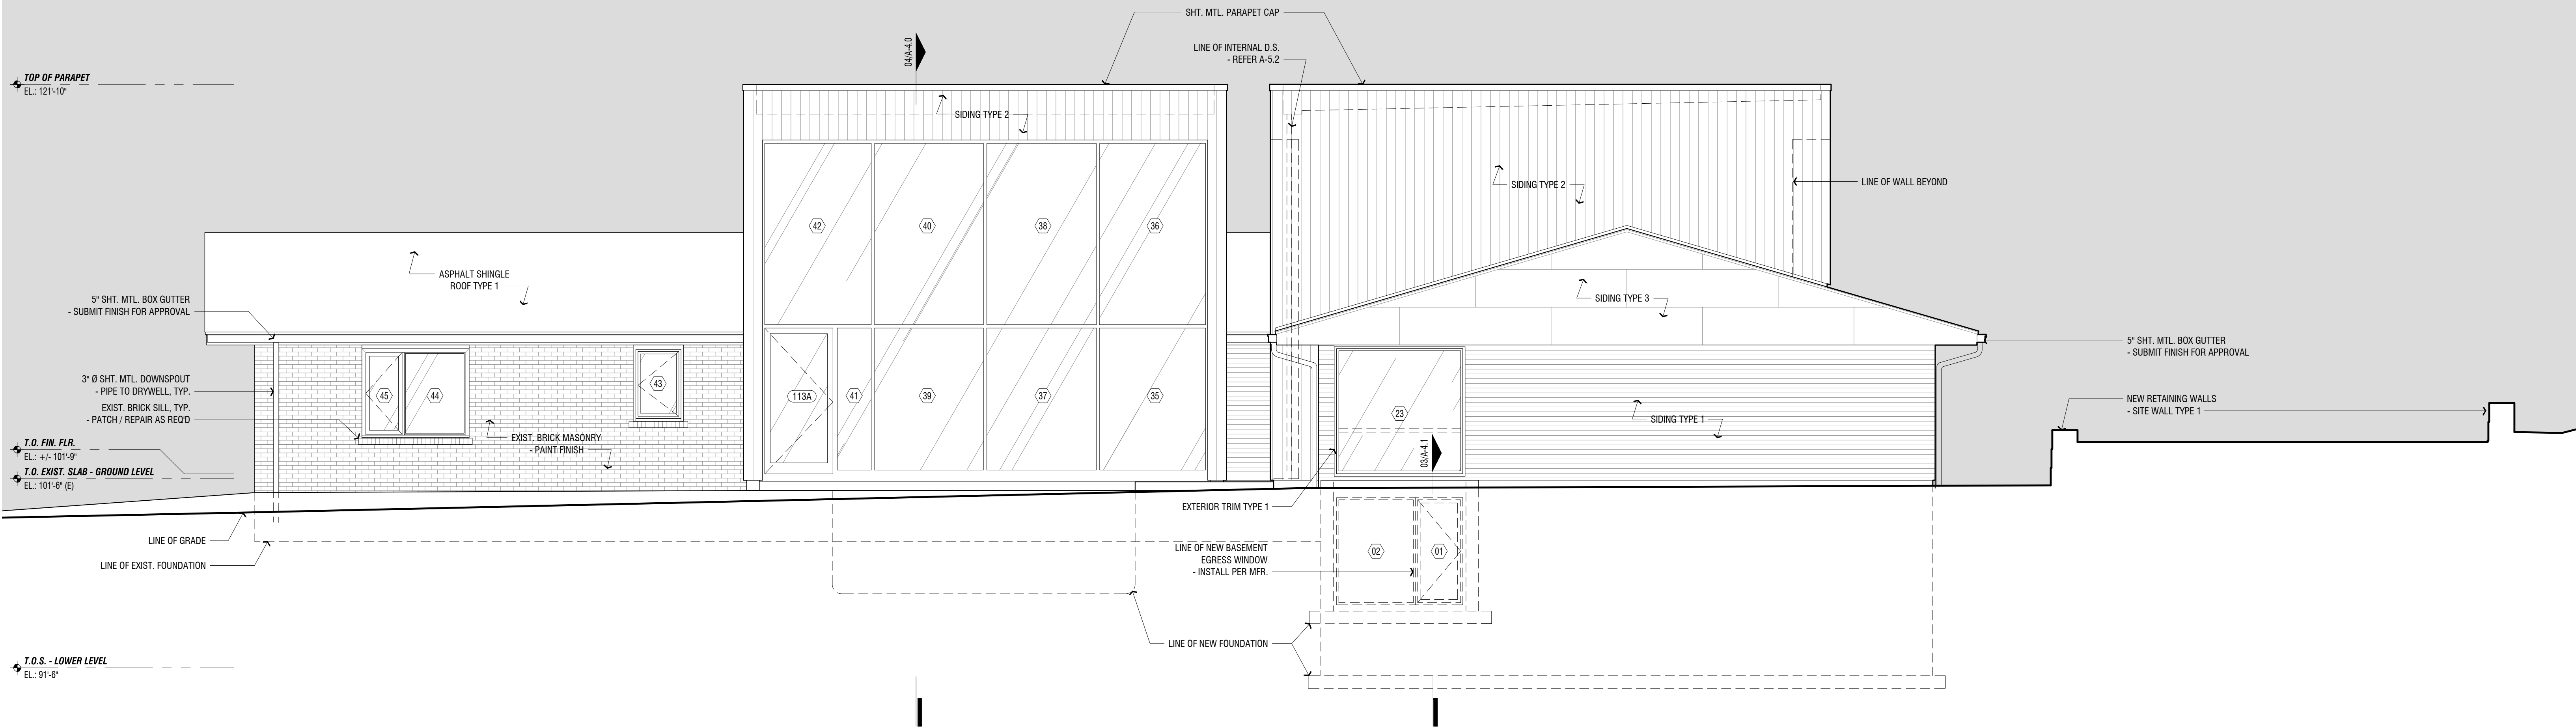 SHT. MTL. PARAPET CAP
04/A-4.0
LINE OF INTERNAL D.S.
- REFER A-5.2
TOP OF PARAPET
EL.: 121'-10"
SIDING TYPE 2
SIDING TYPE 2
LINE OF WALL BEYOND
42
40
38
36
ASPHALT SHINGLE
ROOF TYPE 1
5" SHT. MTL. BOX GUTTER
- SUBMIT FINISH FOR APPROVAL
SIDING TYPE 3
5" SHT. MTL. BOX GUTTER
- SUBMIT FINISH FOR APPROVAL
3" Ø SHT. MTL. DOWNSPOUT
- PIPE TO DRYWELL, TYP.
EXIST. BRICK SILL, TYP.
- PATCH / REPAIR AS REQ'D
45
44
43
113A
41
39
37
35
23
SIDING TYPE 1
NEW RETAINING WALLS
- SITE WALL TYPE 1
EXIST. BRICK MASONRY
- PAINT FINISH
T.O. FIN. FLR.
EL.: +/- 101'-9"
T.O. EXIST. SLAB - GROUND LEVEL
EL.: 101'-6" (E)
03/A-4.1
EXTERIOR TRIM TYPE 1
LINE OF GRADE
LINE OF EXIST. FOUNDATION
LINE OF NEW BASEMENT
EGRESS WINDOW
- INSTALL PER MFR.
02
01
LINE OF NEW FOUNDATION
T.O.S. - LOWER LEVEL
EL.: 91'-6"